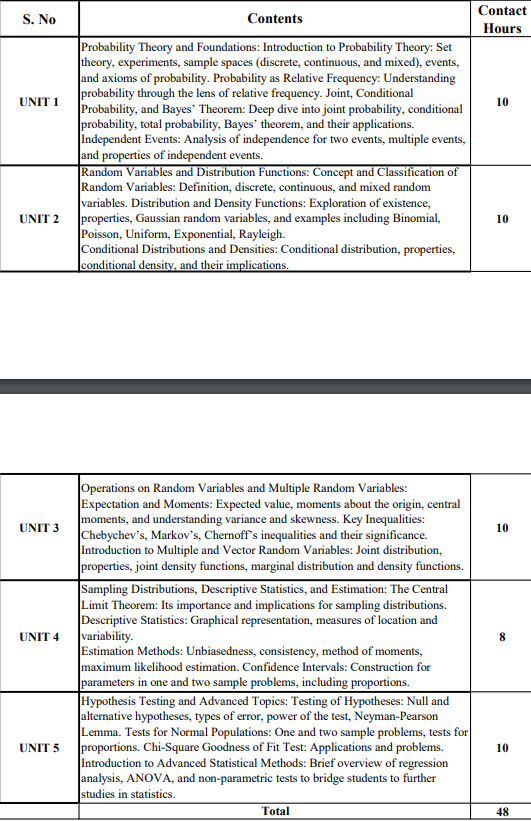 S. No
Contents
Contact
Hours
UNIT 1
Probability Theory and Foundations: Introduction to Probability Theory: Set
theory, experiments, sample spaces (discrete, continuous, and mixed), events,
and axioms of probability. Probability as Relative Frequency: Understanding
probability through the lens of relative frequency. Joint, Conditional
Probability, and Bayes’ Theorem: Deep dive into joint probability, conditional
probability, total probability, Bayes’ theorem, and their applications.
Independent Events: Analysis of independence for two events, multiple events,
and properties of independent events.
10
UNIT 2
Random Variables and Distribution Functions: Concept and Classification of
Random Variables: Definition, discrete, continuous, and mixed random
variables. Distribution and Density Functions: Exploration of existence,
properties, Gaussian random variables, and examples including Binomial,
Poisson, Uniform, Exponential, Rayleigh.
Conditional Distributions and Densities: Conditional distribution, properties,
conditional density, and their implications.
10
UNIT 3
Operations on Random Variables and Multiple Random Variables:
Expectation and Moments: Expected value, moments about the origin, central
moments, and understanding variance and skewness. Key Inequalities:
Chebychev’s, Markov’s, Chernoff’s inequalities and their significance.
Introduction to Multiple and Vector Random Variables: Joint distribution,
properties, joint density functions, marginal distribution and density functions.
10
UNIT 4
Sampling Distributions, Descriptive Statistics, and Estimation: The Central
Limit Theorem: Its importance and implications for sampling distributions.
Descriptive Statistics: Graphical representation, measures of location and
variability.
Estimation Methods: Unbiasedness, consistency, method of moments,
maximum likelihood estimation. Confidence Intervals: Construction for
parameters in one and two sample problems, including proportions.
8
UNIT 5
Hypothesis Testing and Advanced Topics: Testing of Hypotheses: Null and
alternative hypotheses, types of error, power of the test, Neyman-Pearson
Lemma. Tests for Normal Populations: One and two sample problems, tests for
proportions. Chi-Square Goodness of Fit Test: Applications and problems.
Introduction to Advanced Statistical Methods: Brief overview of regression
analysis, ANOVA, and non-parametric tests to bridge students to further
studies in statistics.
10
Total
48